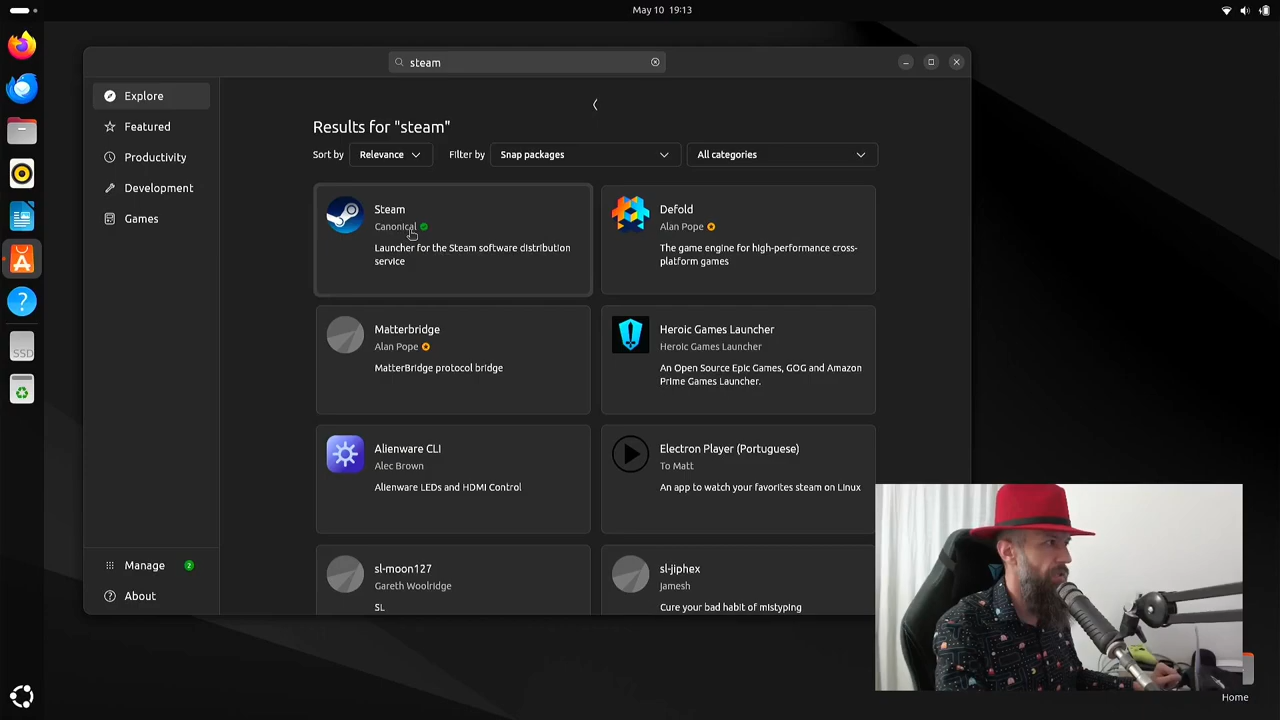 May 10 19:13
steam
Explore
Featured
Productivity
Development
Games
Manage 2
About
Results for "steam"
Sort by Relevance Filter by Snap packages All categories
Steam
Canonical
Launcher for the Steam software distribution
service
Defold
Alan Pope
The game engine for high-performance cross-
platform games
Matterbridge
Alan Pope
MatterBridge protocol bridge
Heroic Games Launcher
Heroic Games Launcher
An Open Source Epic Games, GOG and Amazon
Prime Games Launcher.
Alienware CLI
Alec Brown
Alienware LEDs and HDMI Control
Electron Player (Portuguese)
To Matt
An app to watch your favorites steam on Linux
sl-moon127
Gareth Woolridge
SL
sl-jiphex
Jamesh
Cure your bad habit of mistyping
SSD
Home